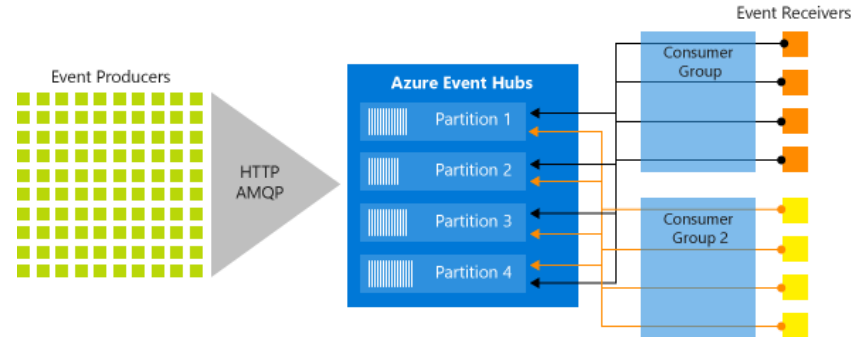 Event Receivers
Event Producers
HTTP
AMQP
Azure Event Hubs
Partition 1
Partition 2
Partition 3
Partition 4
Consumer
Group
Consumer
Group 2